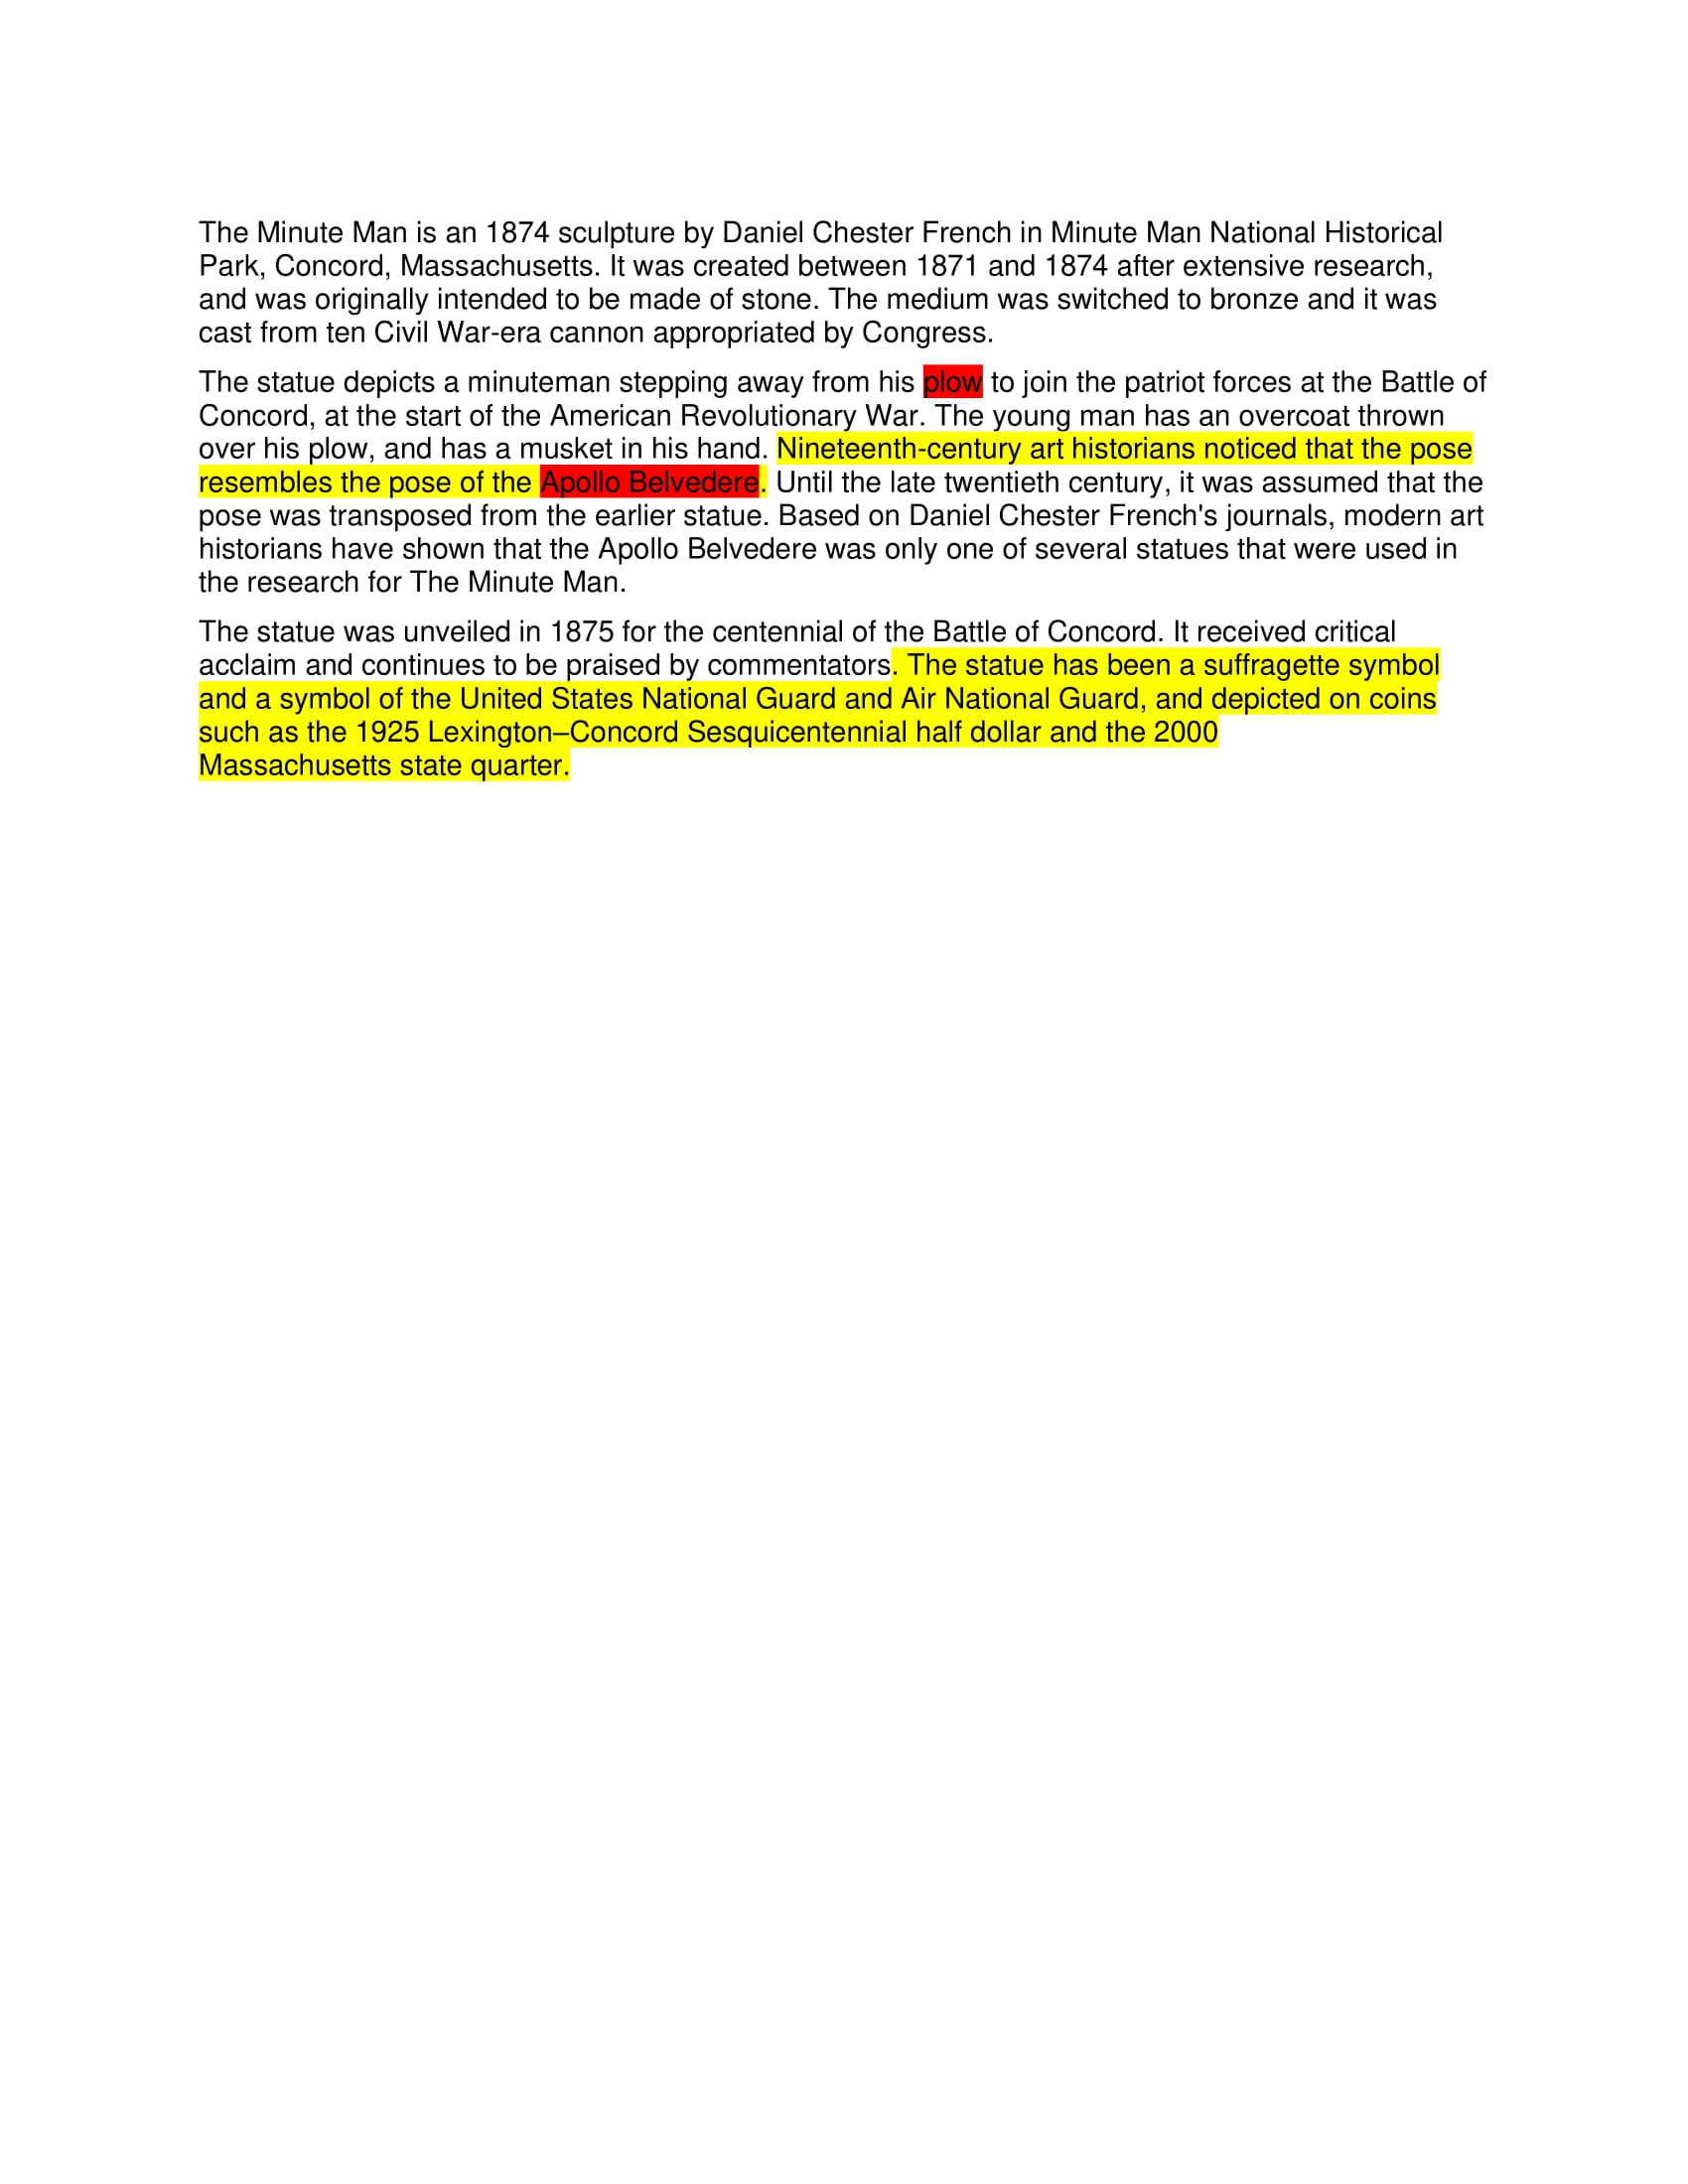 The Minute Man is an 1874 sculpture by Daniel Chester French in Minute Man National Historical
Park, Concord, Massachusetts. It was created between 1871 and 1874 after extensive research,
and was originally intended to be made of stone. The medium was switched to bronze and it was
cast from ten Civil War-era cannon appropriated by Congress.
The statue depicts a minuteman stepping away from his plow to join the patriot forces at the Battle of
Concord, at the start of the American Revolutionary War. The young man has an overcoat thrown
over his plow, and has a musket in his hand. Nineteenth-century art historians noticed that the pose
resembles the pose of the Apollo Belvedere. Until the late twentieth century, it was assumed that the
pose was transposed from the earlier statue. Based on Daniel Chester French's journals, modern art
historians have shown that the Apollo Belvedere was only one of several statues that were used in
the research for The Minute Man.
The statue was unveiled in 1875 for the centennial of the Battle of Concord. It received critical
acclaim and continues to be praised by commentators. The statue has been a suffragette symbol
and a symbol of the United States National Guard and Air National Guard, and depicted on coins
such as the 1925 Lexington–Concord Sesquicentennial half dollar and the 2000
Massachusetts state quarter.